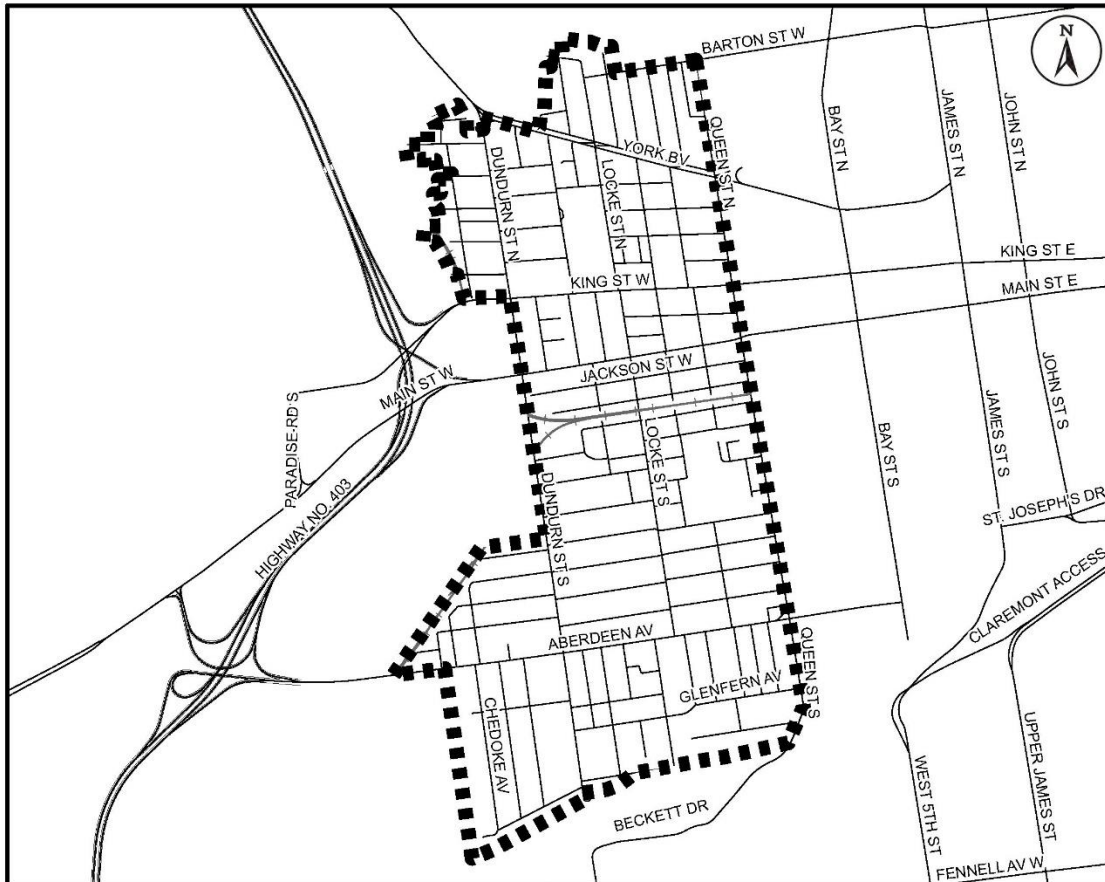 N
BARTON ST W
JAMES ST N
JOHN ST N
BAY ST N
QUEEN ST N
YORK BV
DUNDURN ST N
LOCKE ST N
KING ST E
KING ST W
MAIN ST E
JACKSON ST W
MAIN ST W
PARADISE RD S
JOHN ST S
JAMES ST S
LOCKE ST S
BAY ST S
HIGHWAY NO. 403
DUNDURN ST S
ST. JOSEPH'S DR
CLAREMONT ACCESS
ABERDEEN AV
QUEEN ST S
GLENFERN AV
CHEDOKE AV
UPPER JAMES ST
WEST 5TH ST
BECKETT DR
FENNELL AV W